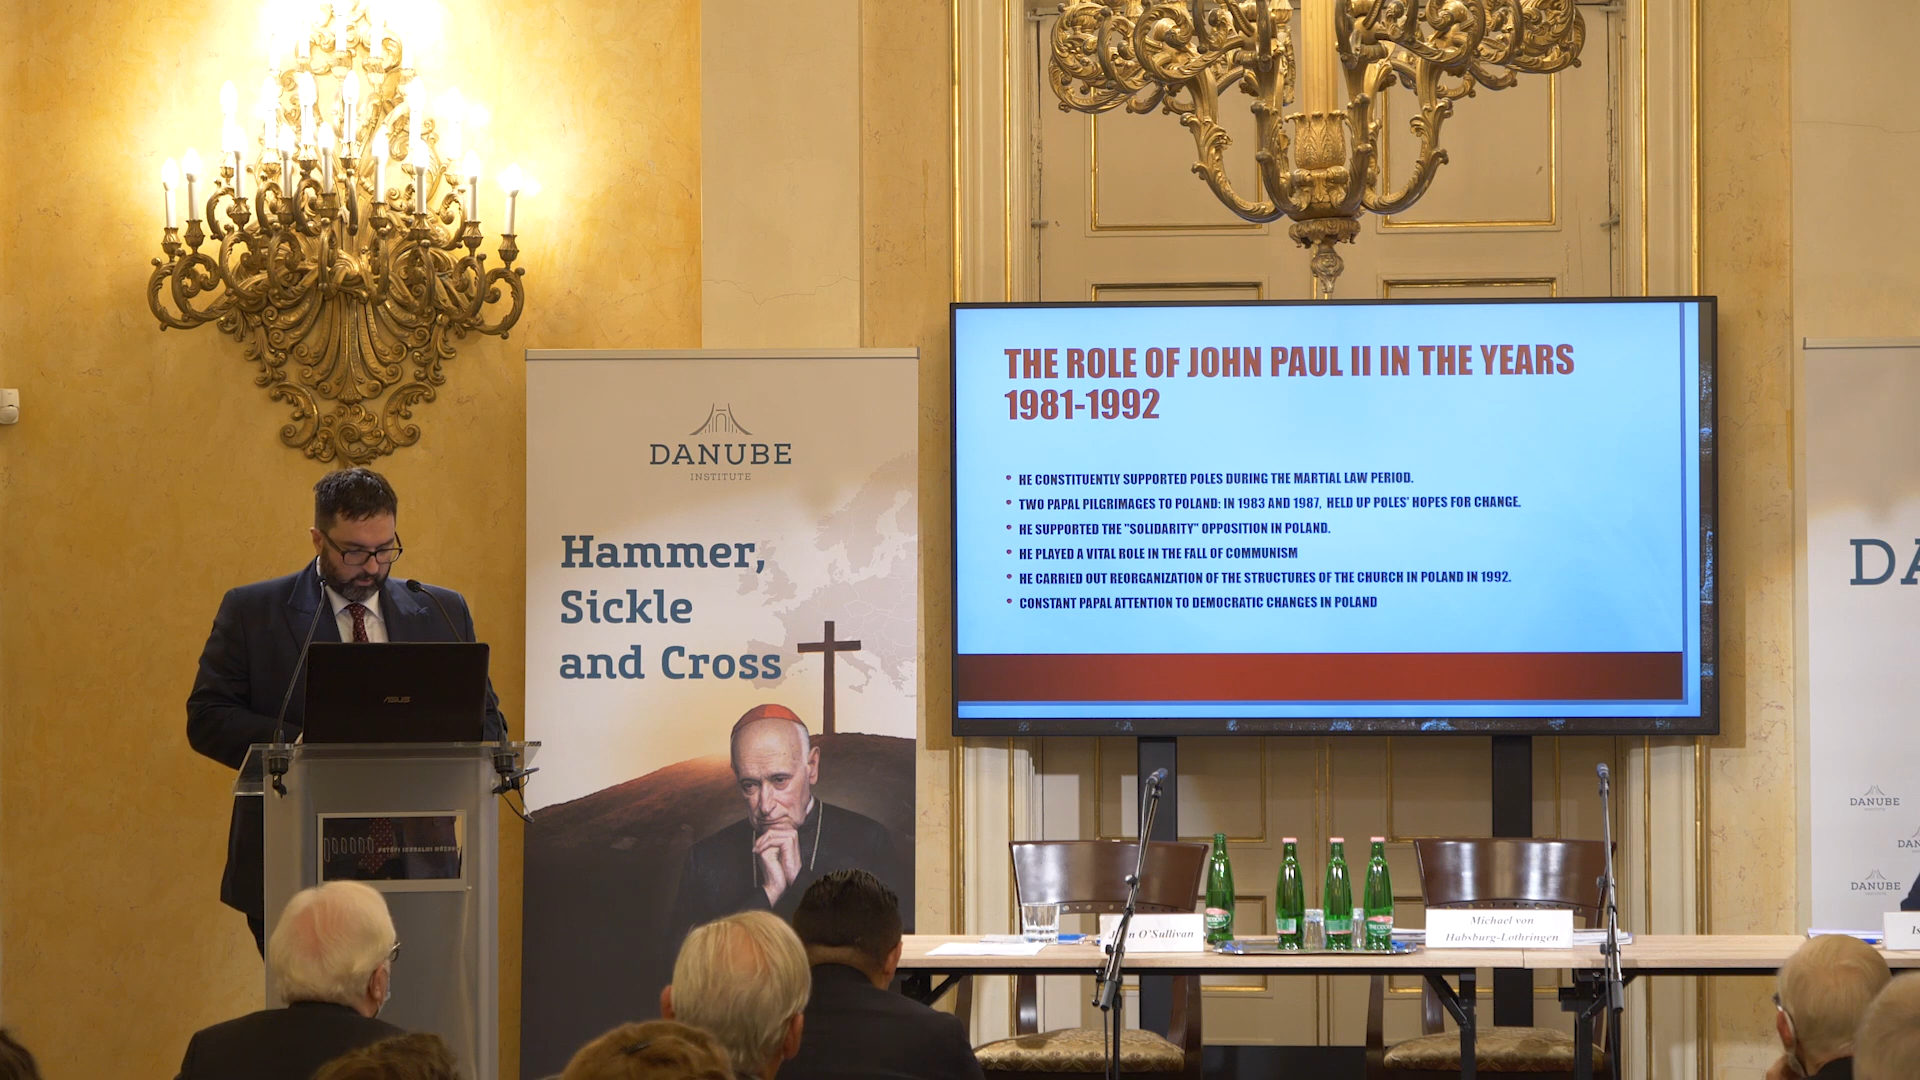 DANUBE
INSTITUTE
Hammer,
Sickle
and Cross
THE ROLE OF JOHN PAUL II IN THE YEARS
1981-1992
• HE CONSTITUENTLY SUPPORTED POLES DURING THE MARTIAL LAW PERIOD.
• TWO PAPAL PILGRIMAGES TO POLAND: IN 1983 AND 1987, HELD UP POLES' HOPES FOR CHANGE.
• HE SUPPORTED THE "SOLIDARITY" OPPOSITION IN POLAND.
• HE PLAYED A VITAL ROLE IN THE FALL OF COMMUNISM
• HE CARRIED OUT REORGANIZATION OF THE STRUCTURES OF THE CHURCH IN POLAND IN 1992.
• CONSTANT PAPAL ATTENTION TO DEMOCRATIC CHANGES IN POLAND
ASUS
O'Sullivan
Michael von
Habsburg-Lothringen
DANUBE
INSTITUTE
DANUBE